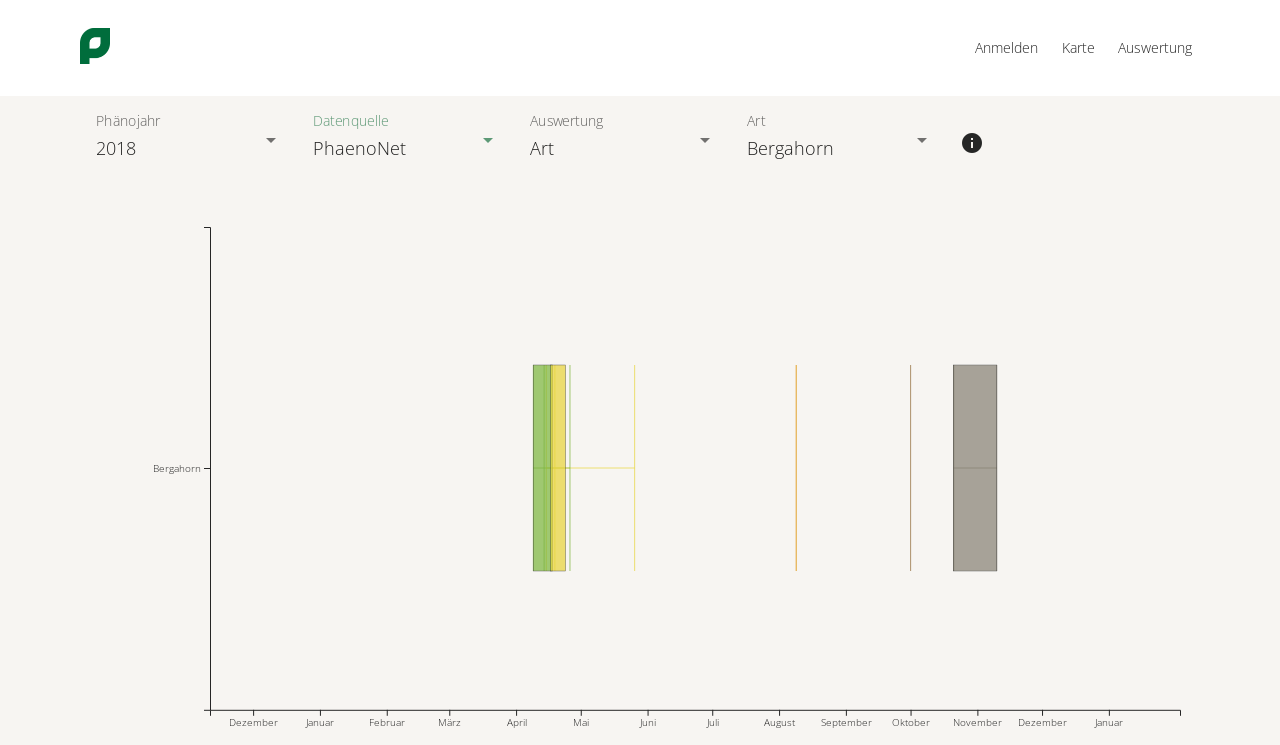 Anmelden Karte Auswertung
Phänojahr Datenquelle Auswertung Art
2018 PhaenoNet Art Bergahorn
Bergahorn
Dezember Januar Februar März April Mai Juni Juli August September Oktober November Dezember Januar